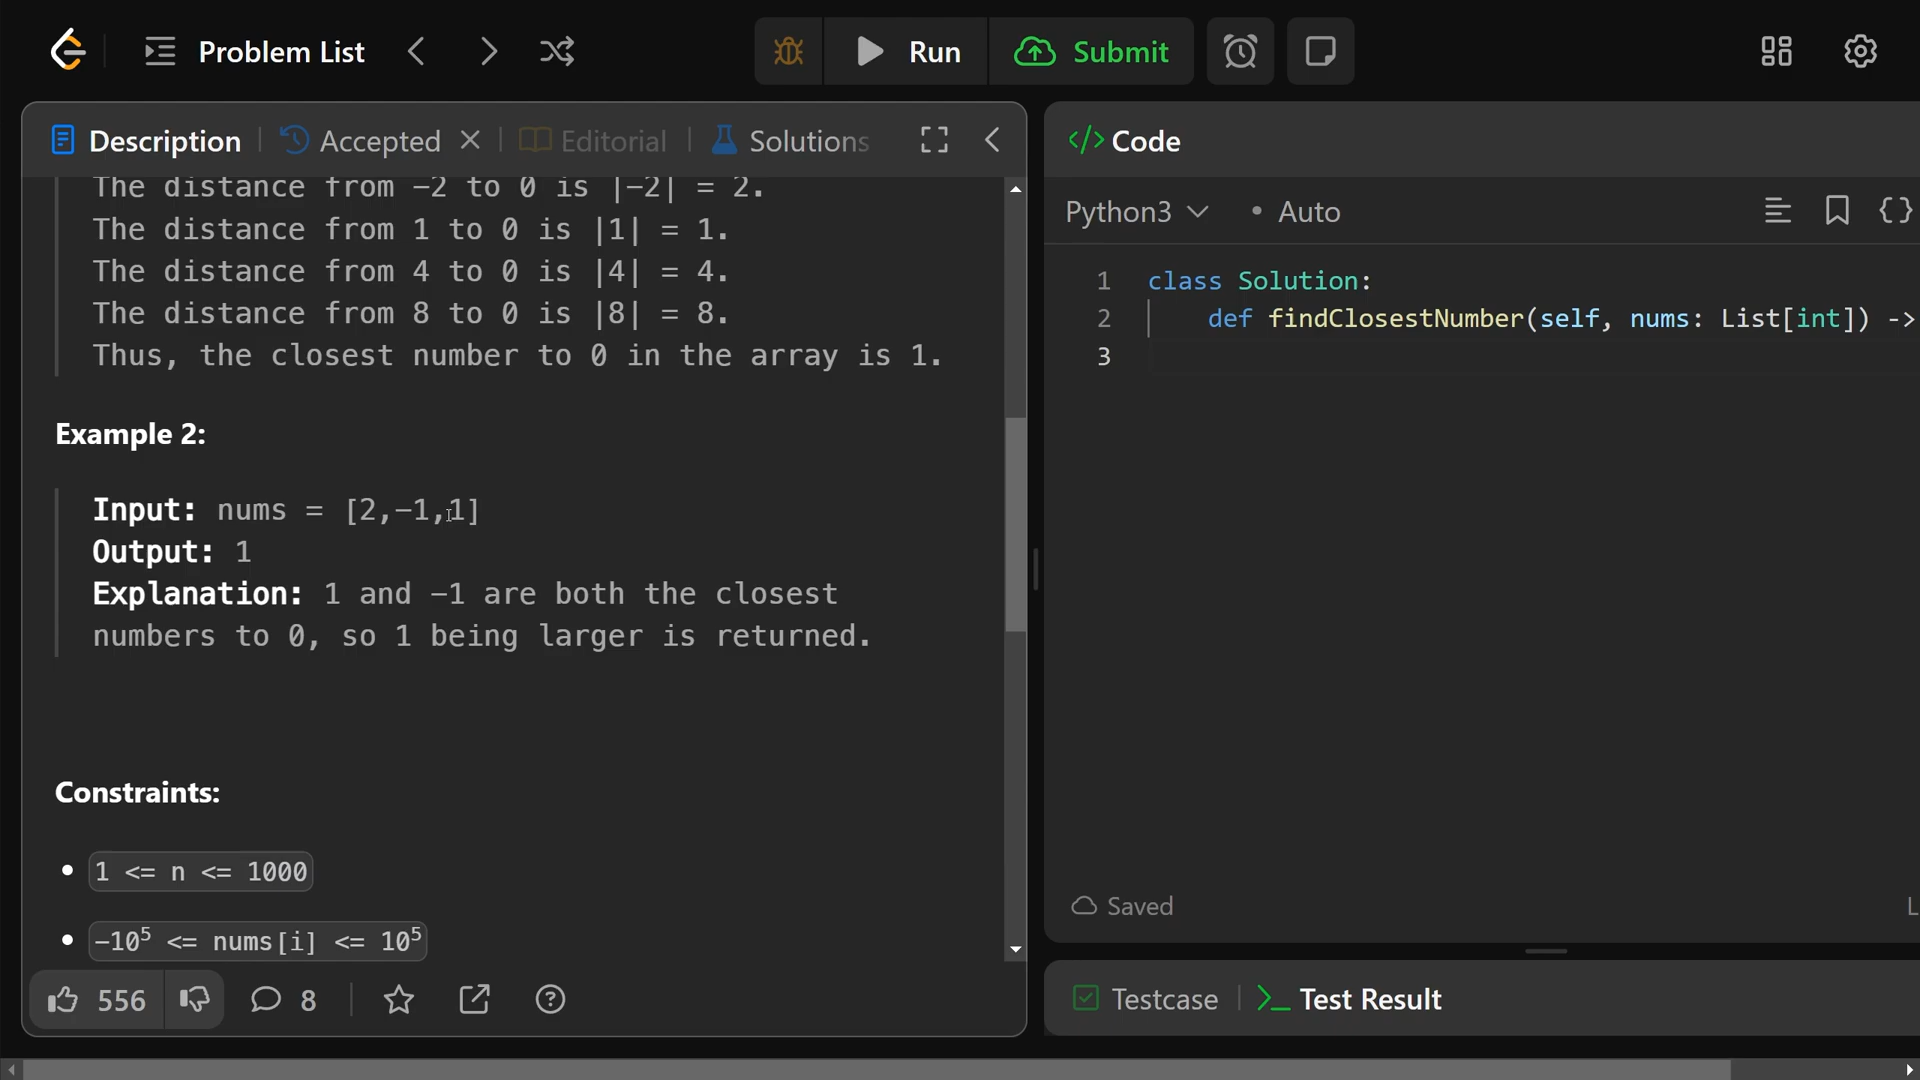 Problem List
Run
Submit
Description
Accepted
Editorial
Solutions
The distance from -2 to 0 is |-2| = 2.
The distance from 1 to 0 is |1| = 1.
The distance from 4 to 0 is |4| = 4.
The distance from 8 to 0 is |8| = 8.
Thus, the closest number to 0 in the array is 1.
Example 2:
Input: nums = [2,-1,1]
Output: 1
Explanation: 1 and -1 are both the closest
numbers to 0, so 1 being larger is returned.
Constraints:
1 <= n <= 1000
-10⁵ <= nums[i] <= 10⁵
556
8
</> Code
Python3
Auto
1 class Solution:
2 def findClosestNumber(self, nums: List[int]) ->
3
Saved
L
Testcase
Test Result